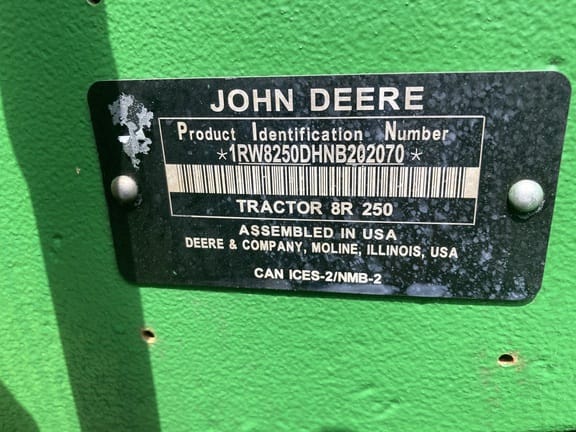 JOHN DEERE
Product Identification Number
*1RW8250DHNB202070*
TRACTOR 8R 250
ASSEMBLED IN USA
DEERE & COMPANY, MOLINE, ILLINOIS, USA
CAN ICES-2/NMB-2